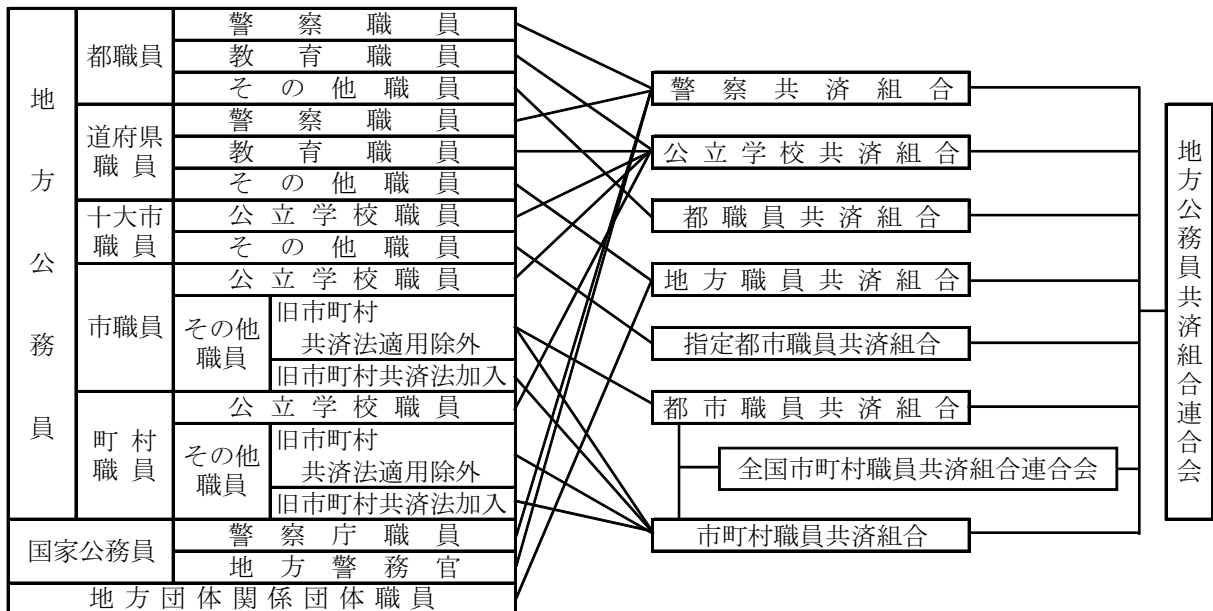 地方公務員
都職員
警察職員
教育職員
その他職員
道府県
職員
警察職員
教育職員
その他職員
十大市
職員
公立学校職員
その他職員
市職員
公立学校職員
その他
職員
旧市町村
共済法適用除外
旧市町村共済法加入
町村
職員
公立学校職員
その他
職員
旧市町村
共済法適用除外
旧市町村共済法加入
国家公務員
警察庁職員
地方警務官
地方団体関係団体職員
警察共済組合
公立学校共済組合
都職員共済組合
地方職員共済組合
指定都市職員共済組合
都市職員共済組合
全国市町村職員共済組合連合会
市町村職員共済組合
地方公務員共済組合連合会